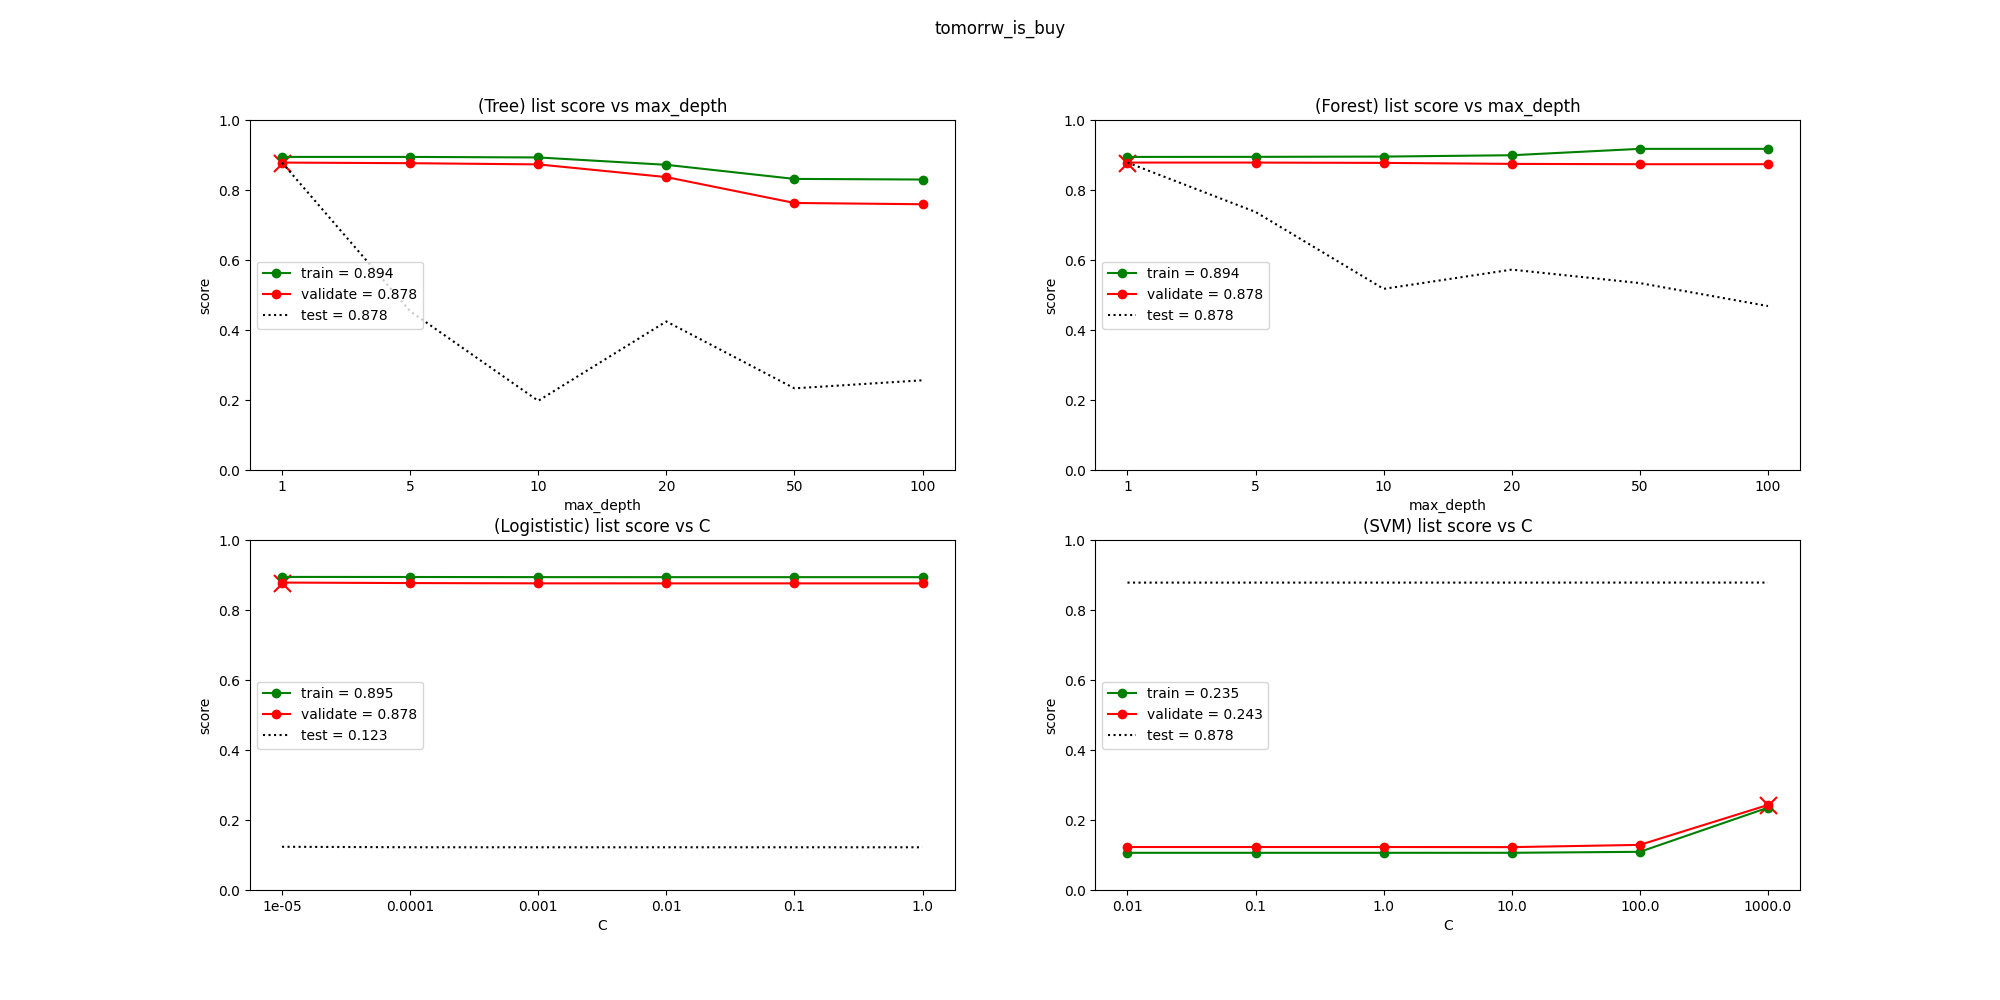 tomorrw_is_buy
(Tree) list score vs max_depth
1.0
0.8
0.6
0.4
0.2
0.0
score
train = 0.894
validate = 0.878
test = 0.878
1 5 10 20 50 100
max_depth
(Forest) list score vs max_depth
1.0
0.8
0.6
0.4
0.2
0.0
score
train = 0.894
validate = 0.878
test = 0.878
1 5 10 20 50 100
max_depth
(Logististic) list score vs C
1.0
0.8
0.6
0.4
0.2
0.0
score
train = 0.895
validate = 0.878
test = 0.123
1e-05 0.0001 0.001 0.01 0.1 1.0
C
(SVM) list score vs C
1.0
0.8
0.6
0.4
0.2
0.0
score
train = 0.235
validate = 0.243
test = 0.878
0.01 0.1 1.0 10.0 100.0 1000.0
C